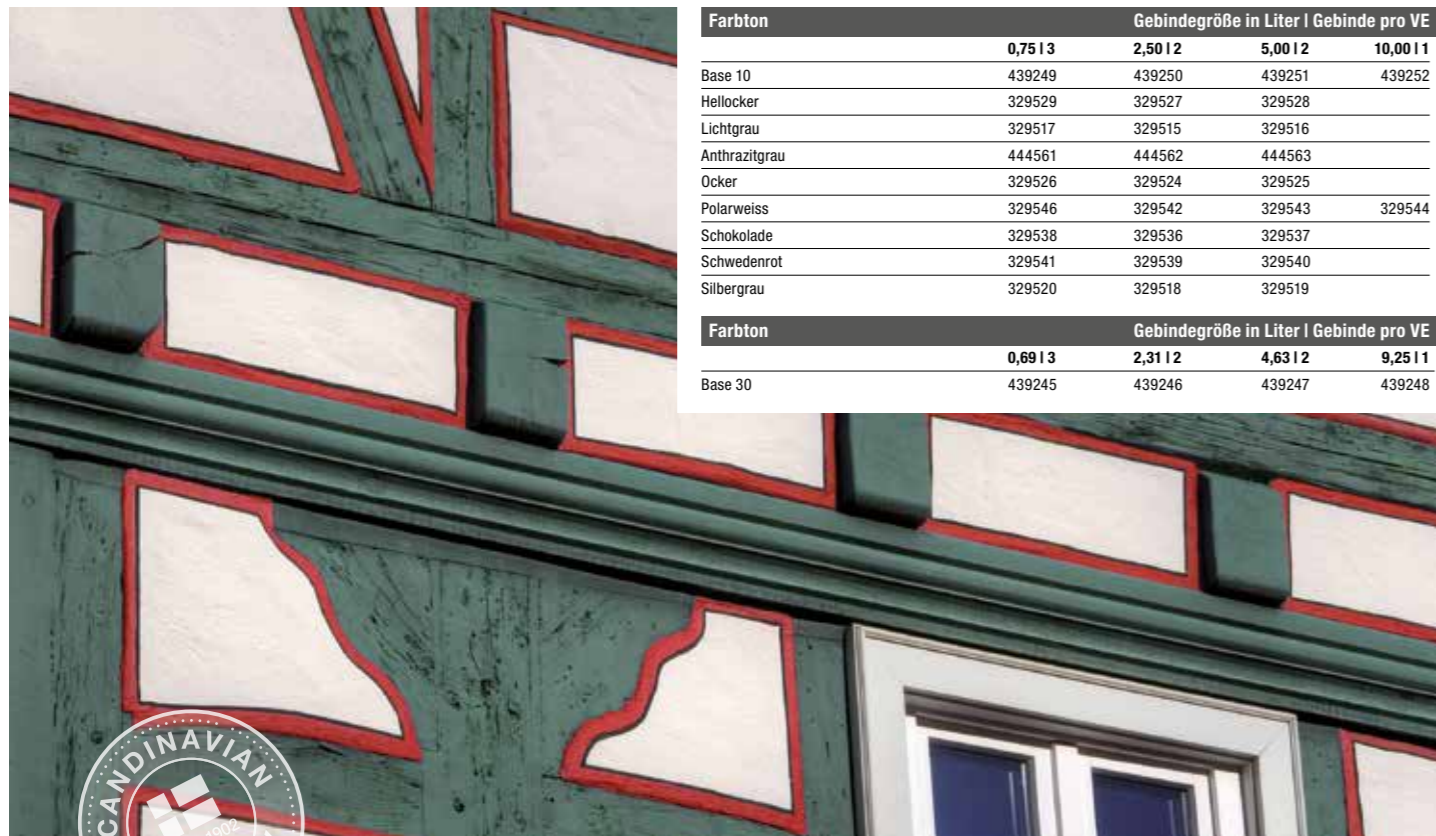 Farbton Gebindegröße in Liter | Gebinde pro VE
0,75 | 3 2,50 | 2 5,00 | 2 10,00 | 1
Base 10 439249 439250 439251 439252
Hellocker 329529 329527 329528
Lichtgrau 329517 329515 329516
Anthrazitgrau 444561 444562 444563
Ocker 329526 329524 329525
Polarweiss 329546 329542 329543 329544
Schokolade 329538 329536 329537
Schwedenrot 329541 329539 329540
Silbergrau 329520 329518 329519
Farbton Gebindegröße in Liter | Gebinde pro VE
0,69 | 3 2,31 | 2 4,63 | 2 9,25 | 1
Base 30 439245 439246 439247 439248
CANDINAVIAN
1902